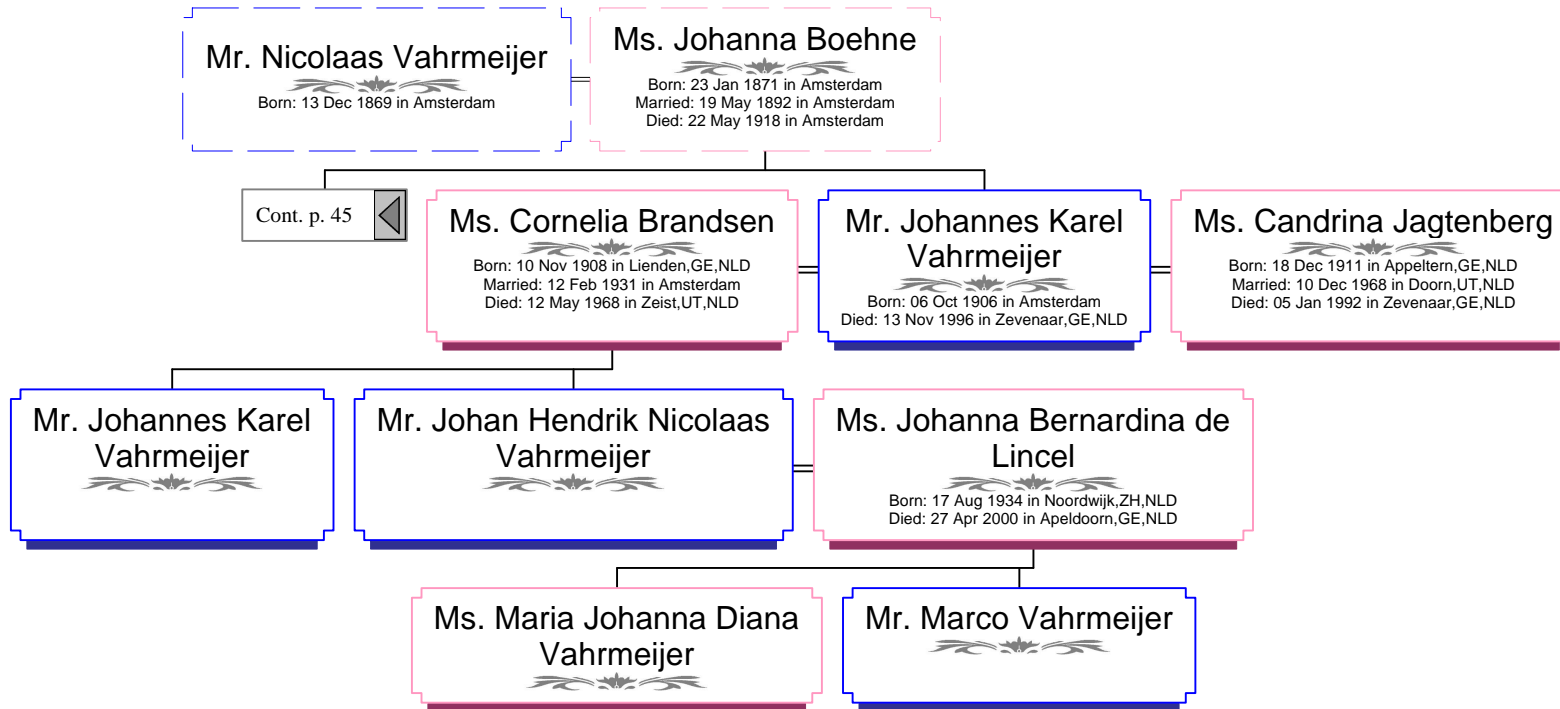 Mr. Nicolaas Vahrmeijer
Born: 13 Dec 1869 in Amsterdam
Ms. Johanna Boehne
Born: 23 Jan 1871 in Amsterdam
Married: 19 May 1892 in Amsterdam
Died: 22 May 1918 in Amsterdam
Cont. p. 45
Ms. Cornelia Brandsen
Born: 10 Nov 1908 in Lienden,GE,NLD
Married: 12 Feb 1931 in Amsterdam
Died: 12 May 1968 in Zeist,UT,NLD
Mr. Johannes Karel
Vahrmeijer
Born: 06 Oct 1906 in Amsterdam
Died: 13 Nov 1996 in Zevenaar,GE,NLD
Ms. Candrina Jagtenberg
Born: 18 Dec 1911 in Appeltern,GE,NLD
Married: 10 Dec 1968 in Doorn,UT,NLD
Died: 05 Jan 1992 in Zevenaar,GE,NLD
Mr. Johannes Karel
Vahrmeijer
Mr. Johan Hendrik Nicolaas
Vahrmeijer
Ms. Johanna Bernardina de
Lincel
Born: 17 Aug 1934 in Noordwijk,ZH,NLD
Died: 27 Apr 2000 in Apeldoorn,GE,NLD
Ms. Maria Johanna Diana
Vahrmeijer
Mr. Marco Vahrmeijer